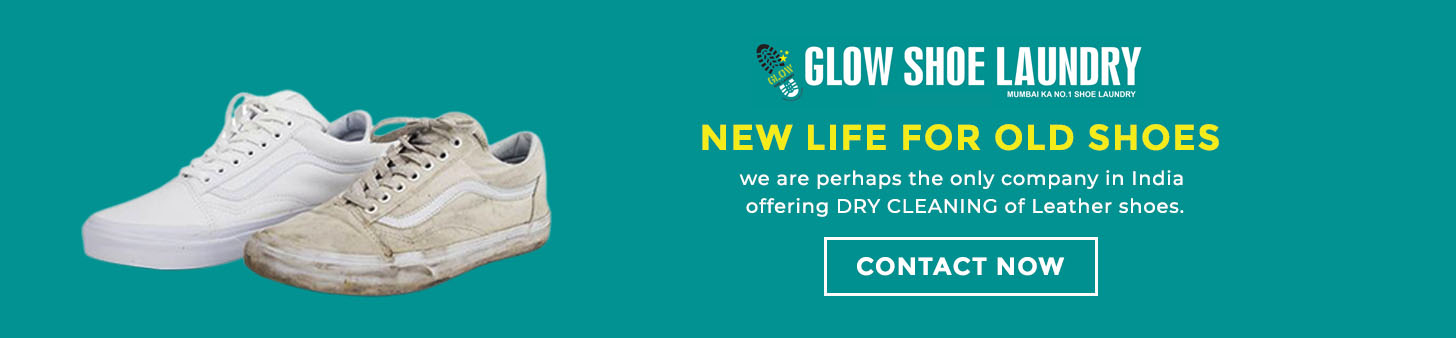 GLOW
GLOW SHOE LAUNDRY
MUMBAI KA NO.1 SHOE LAUNDRY
NEW LIFE FOR OLD SHOES
we are perhaps the only company in India
offering DRY CLEANING of Leather shoes.
CONTACT NOW